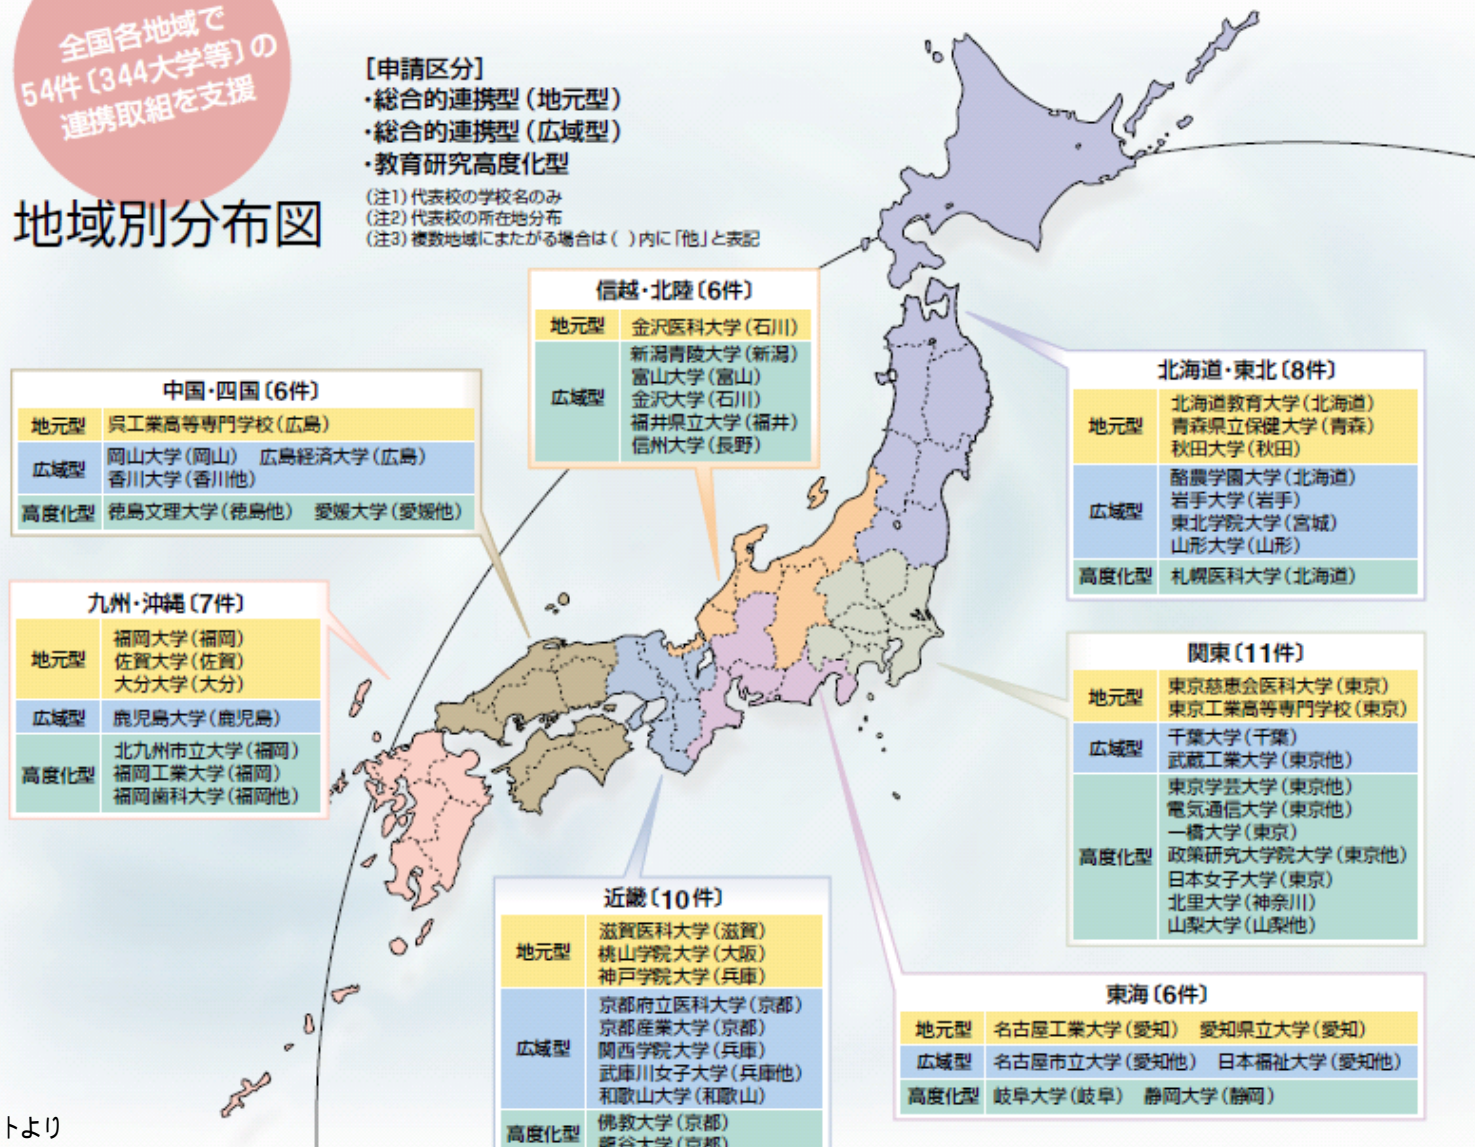 全国各地域で
54件〔344大学等〕の
連携取組を支援
地域別分布図
［申請区分］
・総合的連携型（地元型）
・総合的連携型（広域型）
・教育研究高度化型
（注1）代表校の学校名のみ
（注2）代表校の所在地分布
（注3）複数地域にまたがる場合は（ ）内に「他」と表記
信越・北陸〔6件〕
地元型 金沢医科大学（石川）
広域型
新潟青陵大学（新潟）
富山大学（富山）
金沢大学（石川）
福井県立大学（福井）
信州大学（長野）
中国・四国〔6件〕
地元型 呉工業高等専門学校（広島）
広域型
岡山大学（岡山） 広島経済大学（広島）
香川大学（香川他）
高度化型 徳島文理大学（徳島他） 愛媛大学（愛媛他）
北海道・東北〔8件〕
地元型
北海道教育大学（北海道）
青森県立保健大学（青森）
秋田大学（秋田）
広域型
酪農学園大学（北海道）
岩手大学（岩手）
東北学院大学（宮城）
山形大学（山形）
高度化型 札幌医科大学（北海道）
九州・沖縄〔7件〕
地元型
福岡大学（福岡）
佐賀大学（佐賀）
大分大学（大分）
広域型 鹿児島大学（鹿児島）
高度化型
北九州市立大学（福岡）
福岡工業大学（福岡）
福岡歯科大学（福岡他）
関東〔11件〕
地元型
東京慈恵会医科大学（東京）
東京工業高等専門学校（東京）
広域型
千葉大学（千葉）
武蔵工業大学（東京他）
高度化型
東京学芸大学（東京他）
電気通信大学（東京他）
一橋大学（東京）
政策研究大学院大学（東京他）
日本女子大学（東京）
北里大学（神奈川）
山梨大学（山梨他）
近畿〔10件〕
地元型
滋賀医科大学（滋賀）
桃山学院大学（大阪）
神戸学院大学（兵庫）
広域型
京都府立医科大学（京都）
京都産業大学（京都）
関西学院大学（兵庫）
武庫川女子大学（兵庫他）
和歌山大学（和歌山）
高度化型
佛教大学（京都）
龍谷大学（京都）
東海〔6件〕
地元型 名古屋工業大学（愛知） 愛知県立大学（愛知）
広域型 名古屋市立大学（愛知他） 日本福祉大学（愛知他）
高度化型 岐阜大学（岐阜） 静岡大学（静岡）
トより